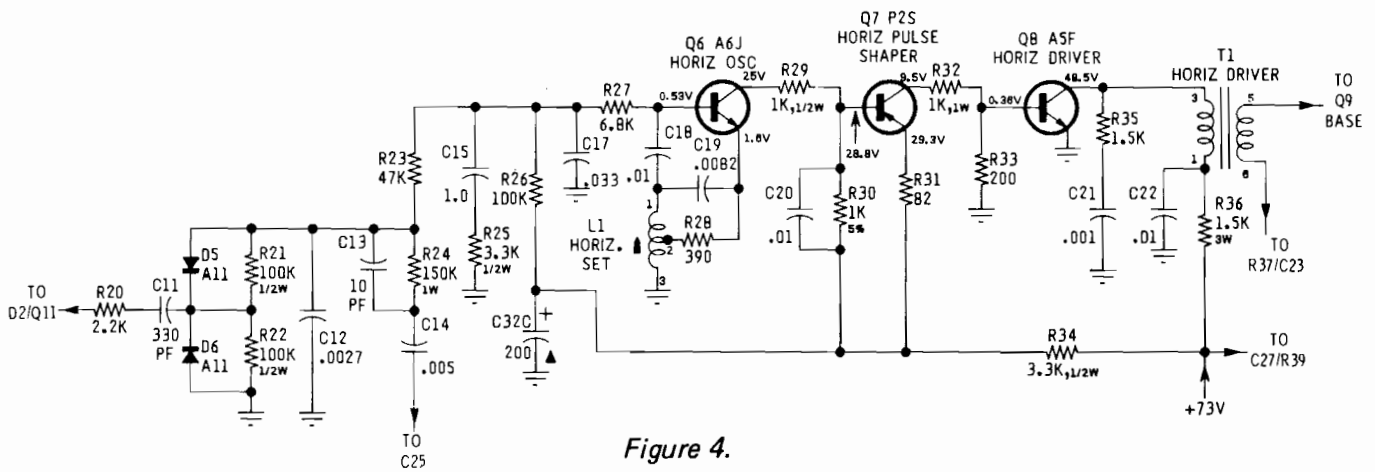 Q6 A6J
HORIZ OSC
Q7 P2S
HORIZ PULSE
SHAPER
Q8 A5F
HORIZ DRIVER
T1
HORIZ DRIVER
TO
Q9
BASE
25V
R29
1K,1/2W
9.5V
R32
1K,1W
48.5V
3
5
1
6
R27
6.8K
0.53V
1.6V
28.8V
29.3V
0.36V
R35
1.5K
R23
47K
C15
1.0
R26
100K
C17
.033
C18
.01
C19
.0082
1
2
3
R28
390
L1
HORIZ.
SET
C20
.01
R30
1K
5%
R31
82
R33
200
C21
.001
C22
.01
R36
1.5K
3W
TO
R37/C23
R25
3.3K
1/2W
D5
A11
R21
100K
1/2W
C13
10
PF
R24
150K
1W
TO
D2/Q11
R20
2.2K
C11
330
PF
D6
A11
R22
100K
1/2W
C12
.0027
C14
.005
C32C
+
200
R34
3.3K,1/2W
TO
C27/R39
+73V
TO
C25
Figure 4.